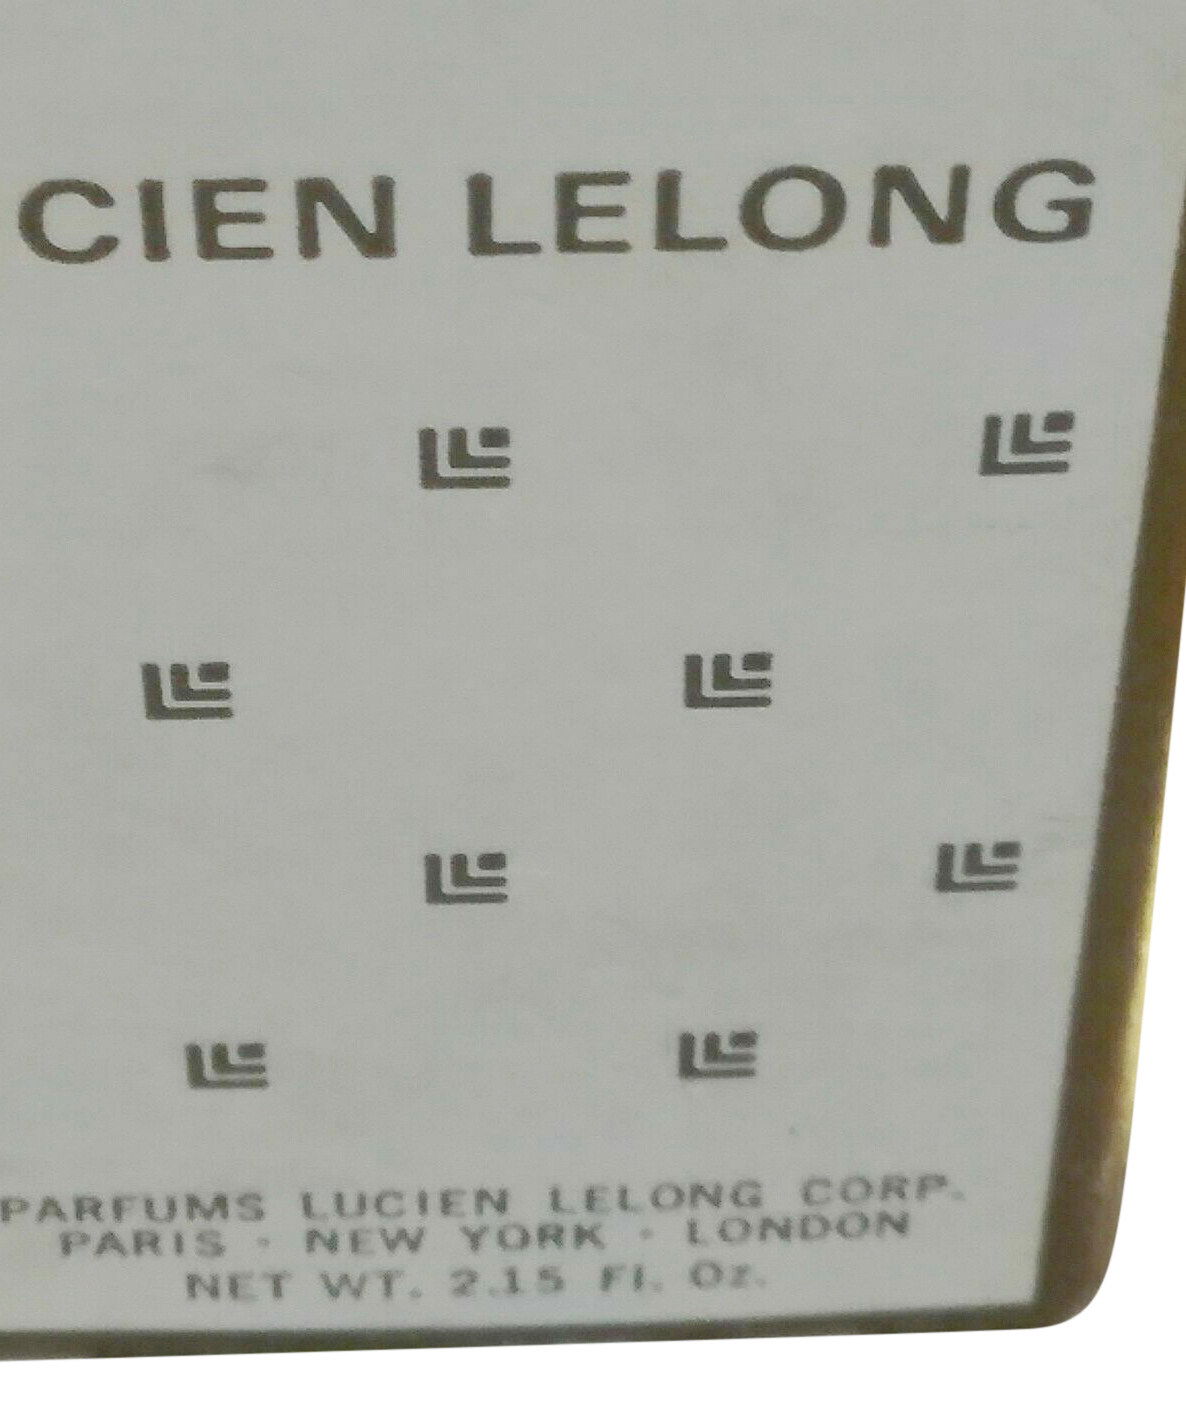 CIEN LELONG
PARFUMS LUCIEN LELONG CORP.
PARIS · NEW YORK · LONDON
NET WT. 2.15 Fl. Oz.